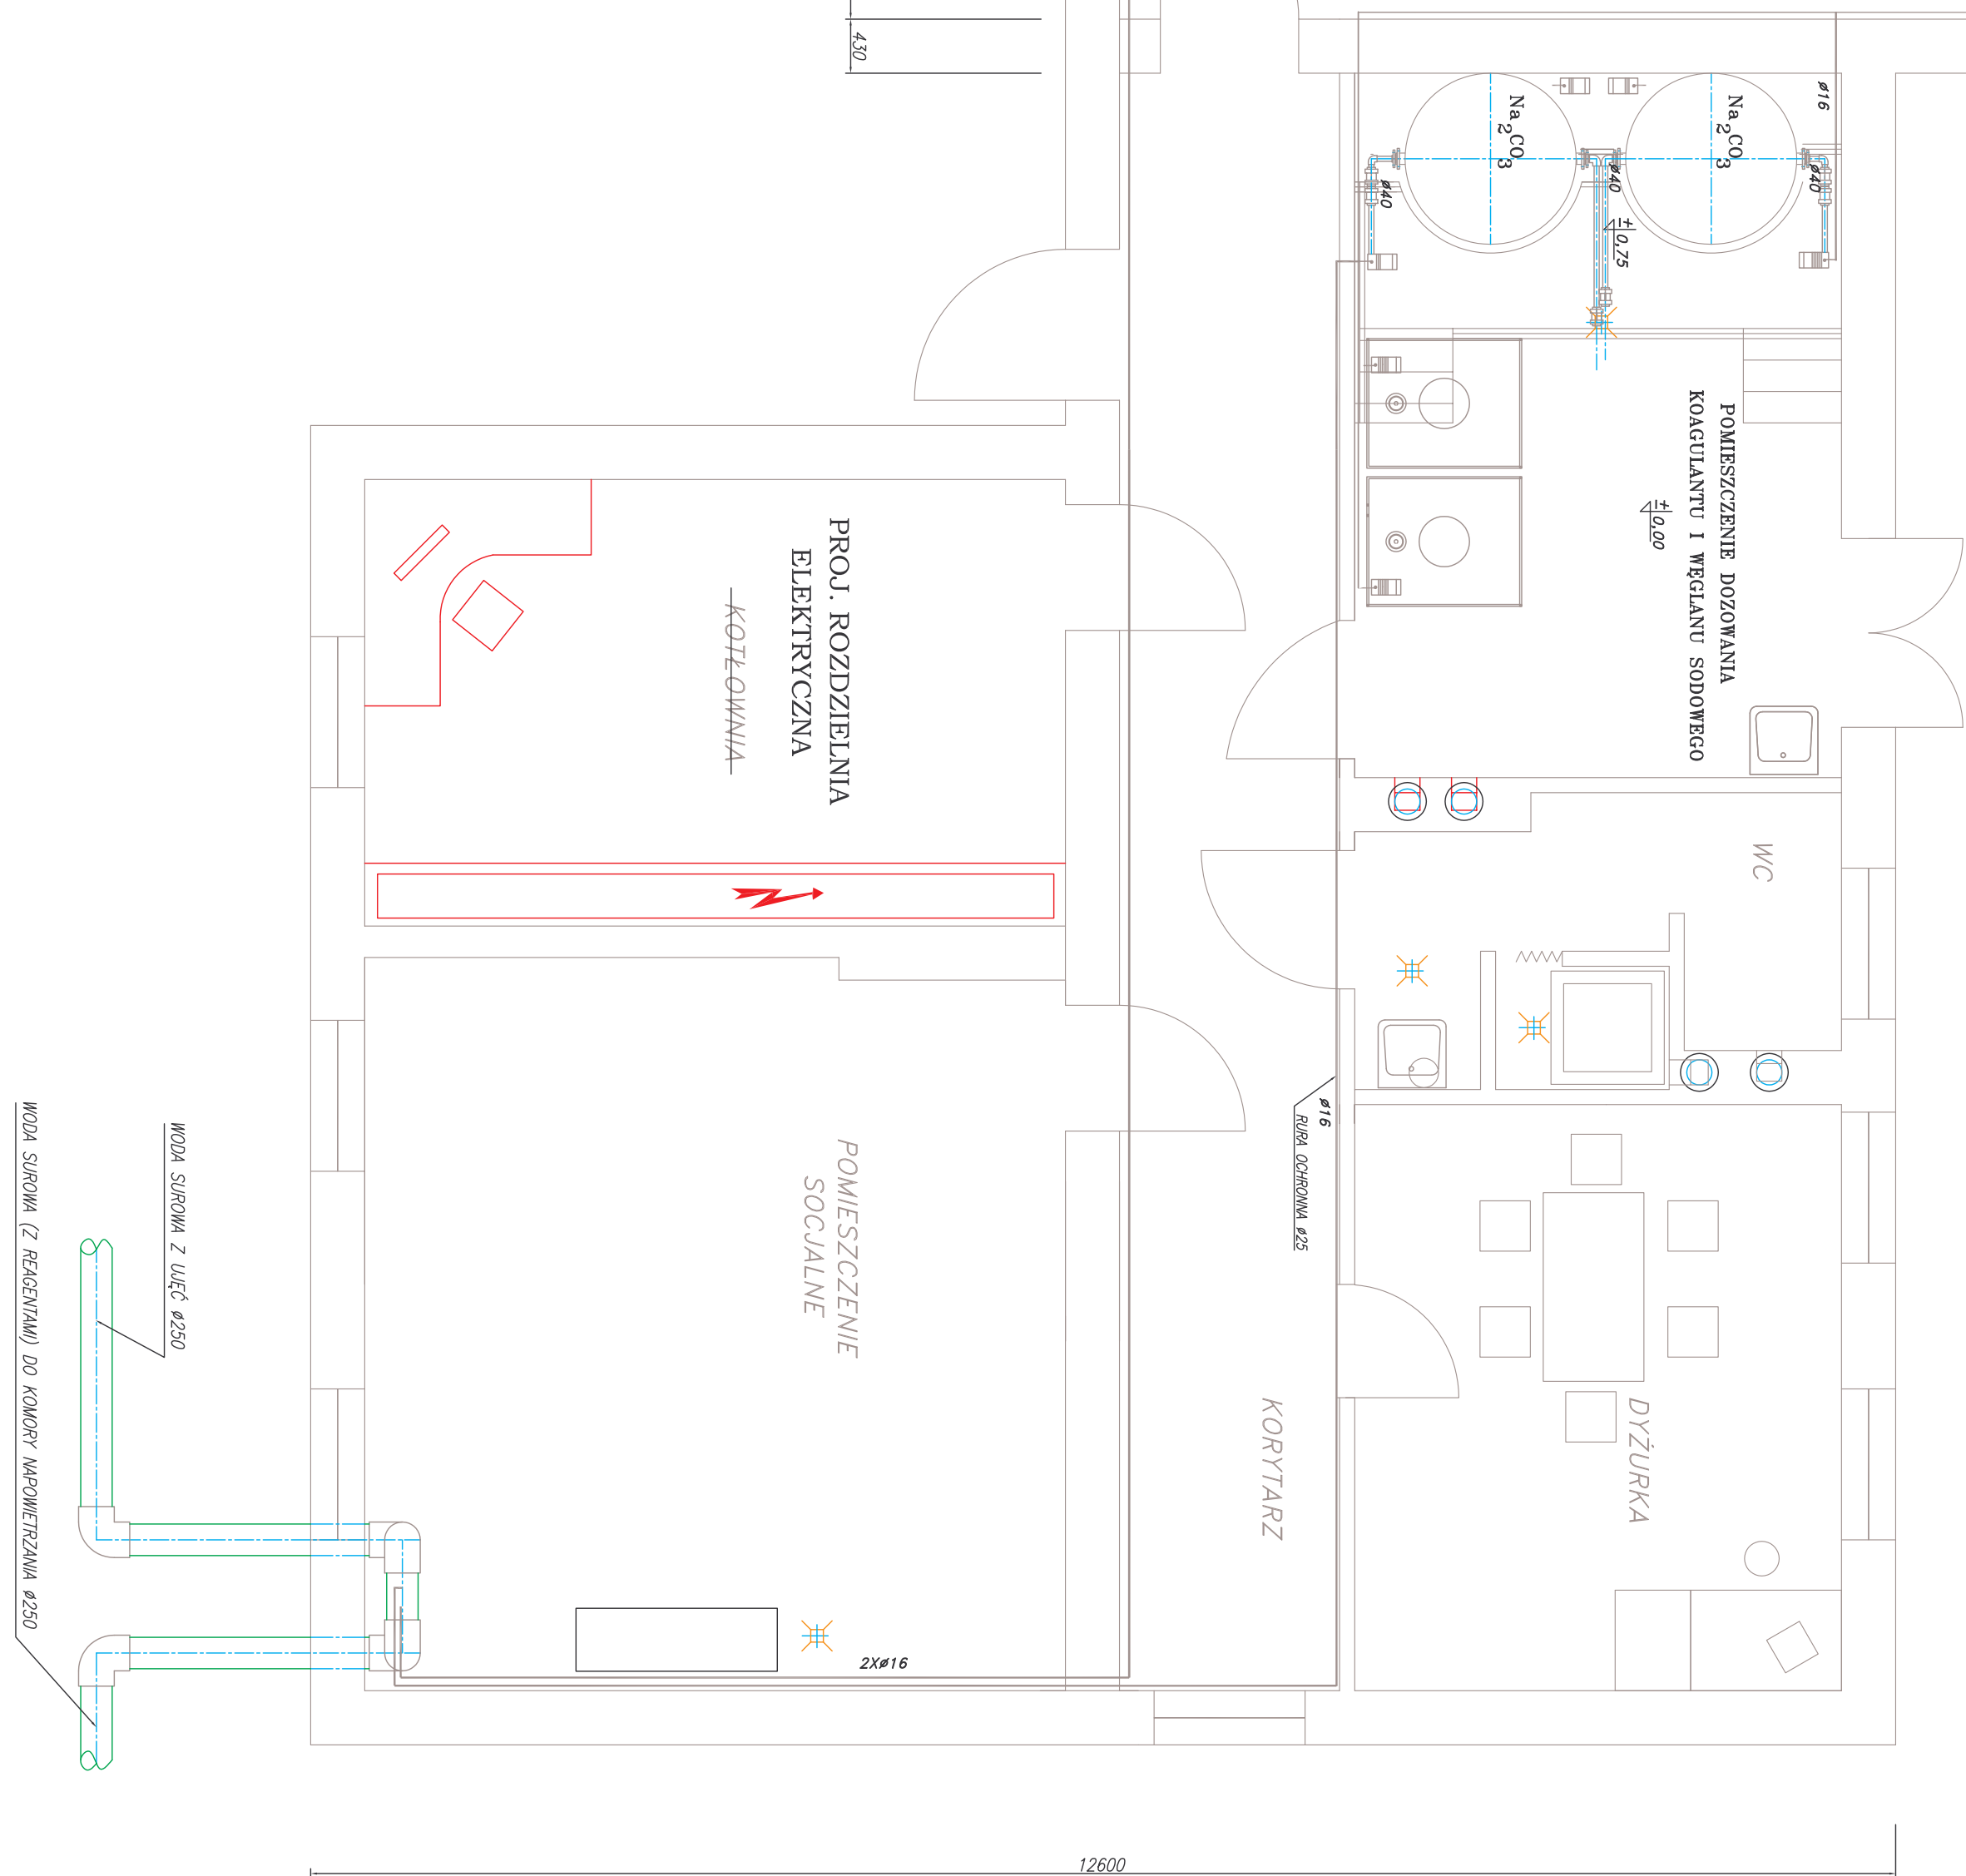 430
Na2CO3
Na2CO3
ø16
ø40
ø40
ø40
±0,75
POMIESZCZENIE DOZOWANIA
KOAGULANTU I WĘGLANU SODOWEGO
±0,00
PROJ. ROZDZIELNIA
ELEKTRYCZNA
KOTŁOWNIA
WC
ø16
RURA OCHRONNA ø25
POMIESZCZENIE
SOCJALNE
KORYTARZ
DYŻURKA
2Xø16
WODA SUROWA Z UJĘĆ ø250
WODA SUROWA (Z REAGENTAMI) DO KOMORY NAPOWIETRZANIA ø250
12600